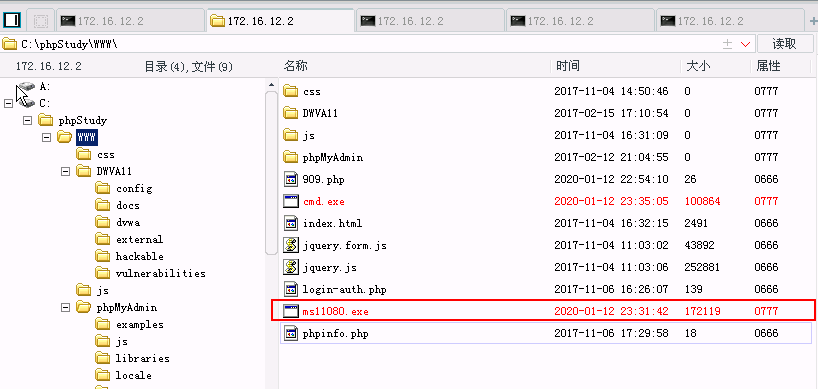 172.16.12.2 172.16.12.2 172.16.12.2 172.16.12.2 172.16.12.2
C:\phpStudy\WWW\ 读取
172.16.12.2 目录(4),文件(9)
A:
C:
phpStudy
WWW
css
DWVA11
config
docs
dvwa
external
hackable
vulnerabilities
js
phpMyAdmin
examples
js
libraries
locale
名称 时间 大小 属性
css 2017-11-04 14:50:46 0 0777
DWVA11 2017-02-15 17:10:54 0 0777
js 2017-11-04 16:31:09 0 0777
phpMyAdmin 2017-02-12 21:04:55 0 0777
909.php 2020-01-12 22:54:10 26 0666
cmd.exe 2020-01-12 23:35:05 100864 0777
index.html 2017-11-04 16:32:15 2491 0666
jquery.form.js 2017-11-04 11:03:02 43892 0666
jquery.js 2017-11-04 11:03:06 252881 0666
login-auth.php 2017-11-06 16:26:07 139 0666
ms11080.exe 2020-01-12 23:31:42 172119 0777
phpinfo.php 2017-11-06 17:29:58 18 0666